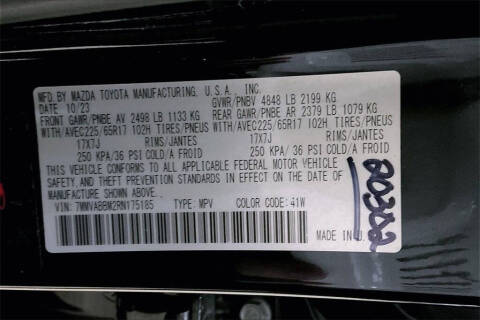 MFD. BY MAZDA TOYOTA MANUFACTURING, U.S.A., INC.
DATE 10/23 GVWR/PNBV 4848 LB 2199 KG
FRONT GAWR/PNBE AV 2498 LB 1133 KG REAR GAWR/PNBE AR 2379 LB 1079 KG
WITH/AVEC225/65R17 102H TIRES/PNEUS WITH/AVEC225/65R17 102H TIRES/PNEUS
17X7J RIMS/JANTES 17X7J RIMS/JANTES
250 KPA/36 PSI COLD/A FROID 250 KPA/36 PSI COLD/A FROID
THIS VEHICLE CONFORMS TO ALL APPLICABLE FEDERAL MOTOR VEHICLE
SAFETY, AND THEFT PREVENTION STANDARDS IN EFFECT ON THE DATE OF
MANUFACTURE SHOWN ABOVE.
VIN: 7MMVABBM2RN175185 TYPE: MPV COLOR CODE: 41W
MADE IN U.